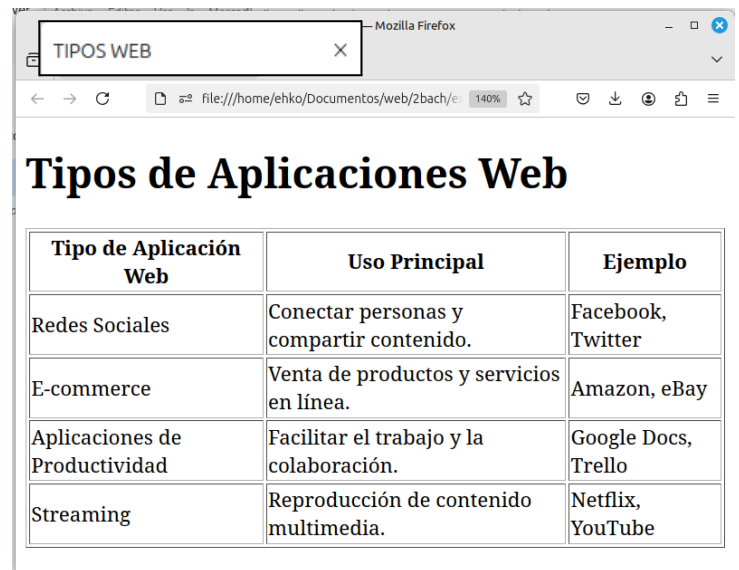 TIPOS WEB
— Mozilla Firefox
file:///home/ehko/Documentos/web/2bach/e
140%
Tipos de Aplicaciones Web
Tipo de Aplicación
Web
Uso Principal
Ejemplo
Redes Sociales
Conectar personas y
compartir contenido.
Facebook,
Twitter
E-commerce
Venta de productos y servicios
en línea.
Amazon, eBay
Aplicaciones de
Productividad
Facilitar el trabajo y la
colaboración.
Google Docs,
Trello
Streaming
Reproducción de contenido
multimedia.
Netflix,
YouTube